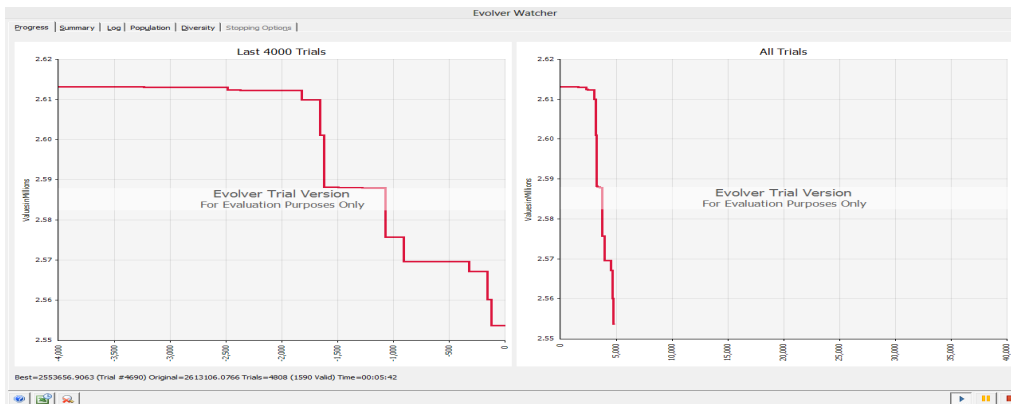 Evolver Watcher
Progress Summary Log Population Diversity Stopping Options
Last 4000 Trials
2.62
2.61
2.60
2.59
2.58
2.57
2.56
2.55
Values in Millions
Evolver Trial Version
For Evaluation Purposes Only
-4,000 -3,500 -3,000 -2,500 -2,000 -1,500 -1,000 -500 0
All Trials
2.62
2.61
2.60
2.59
2.58
2.57
2.56
2.55
Values in Millions
Evolver Trial Version
For Evaluation Purposes Only
0 5,000 10,000 15,000 20,000 25,000 30,000 35,000 40,000
Best=2553656.9063 (Trial #4690) Original=2613106.0766 Trials=4808 (1590 Valid) Time=00:05:42